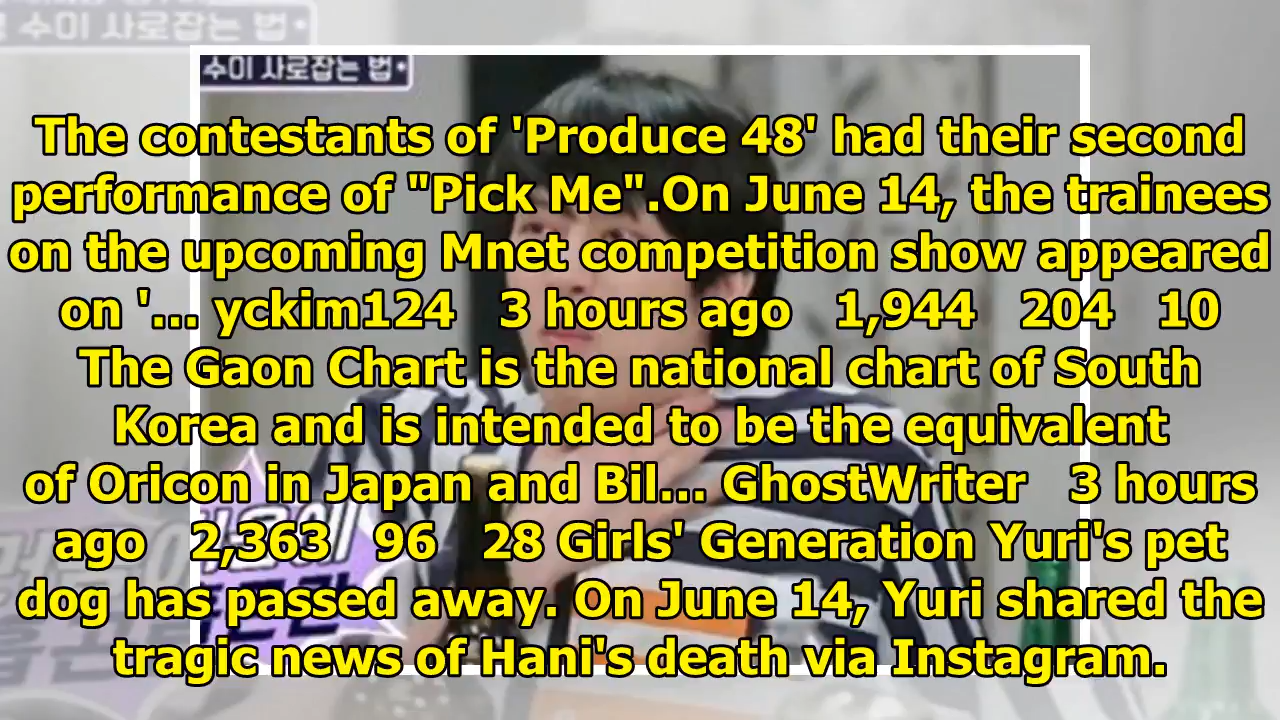 수미 사로잡는 법•
수미 사로잡는 법•
The contestants of 'Produce 48' had their second
performance of "Pick Me".On June 14, the trainees
on the upcoming Mnet competition show appeared
on '... yckim124 3 hours ago 1,944 204 10
The Gaon Chart is the national chart of South
Korea and is intended to be the equivalent
of Oricon in Japan and Bil... GhostWriter 3 hours
ago 2,363 96 28 Girls' Generation Yuri's pet
dog has passed away. On June 14, Yuri shared the
tragic news of Hani's death via Instagram.